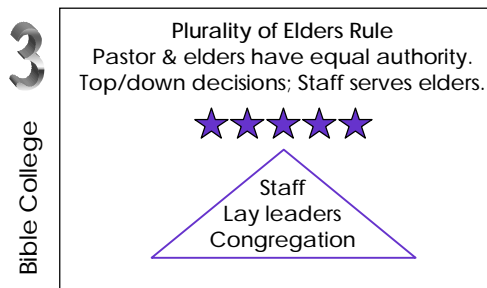 3
Bible College
Plurality of Elders Rule
Pastor & elders have equal authority.
Top/down decisions; Staff serves elders.
Staff
Lay leaders
Congregation